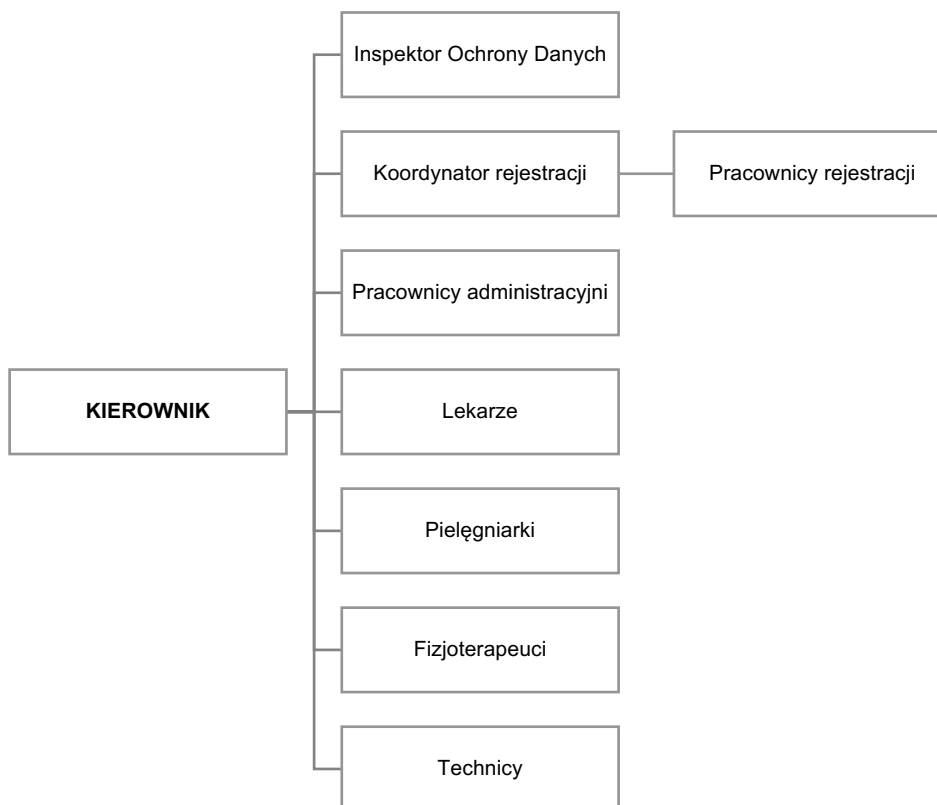 Inspektor Ochrony Danych
Koordynator rejestracji
Pracownicy rejestracji
Pracownicy administracyjni
KIEROWNIK
Lekarze
Pielęgniarki
Fizjoterapeuci
Technicy